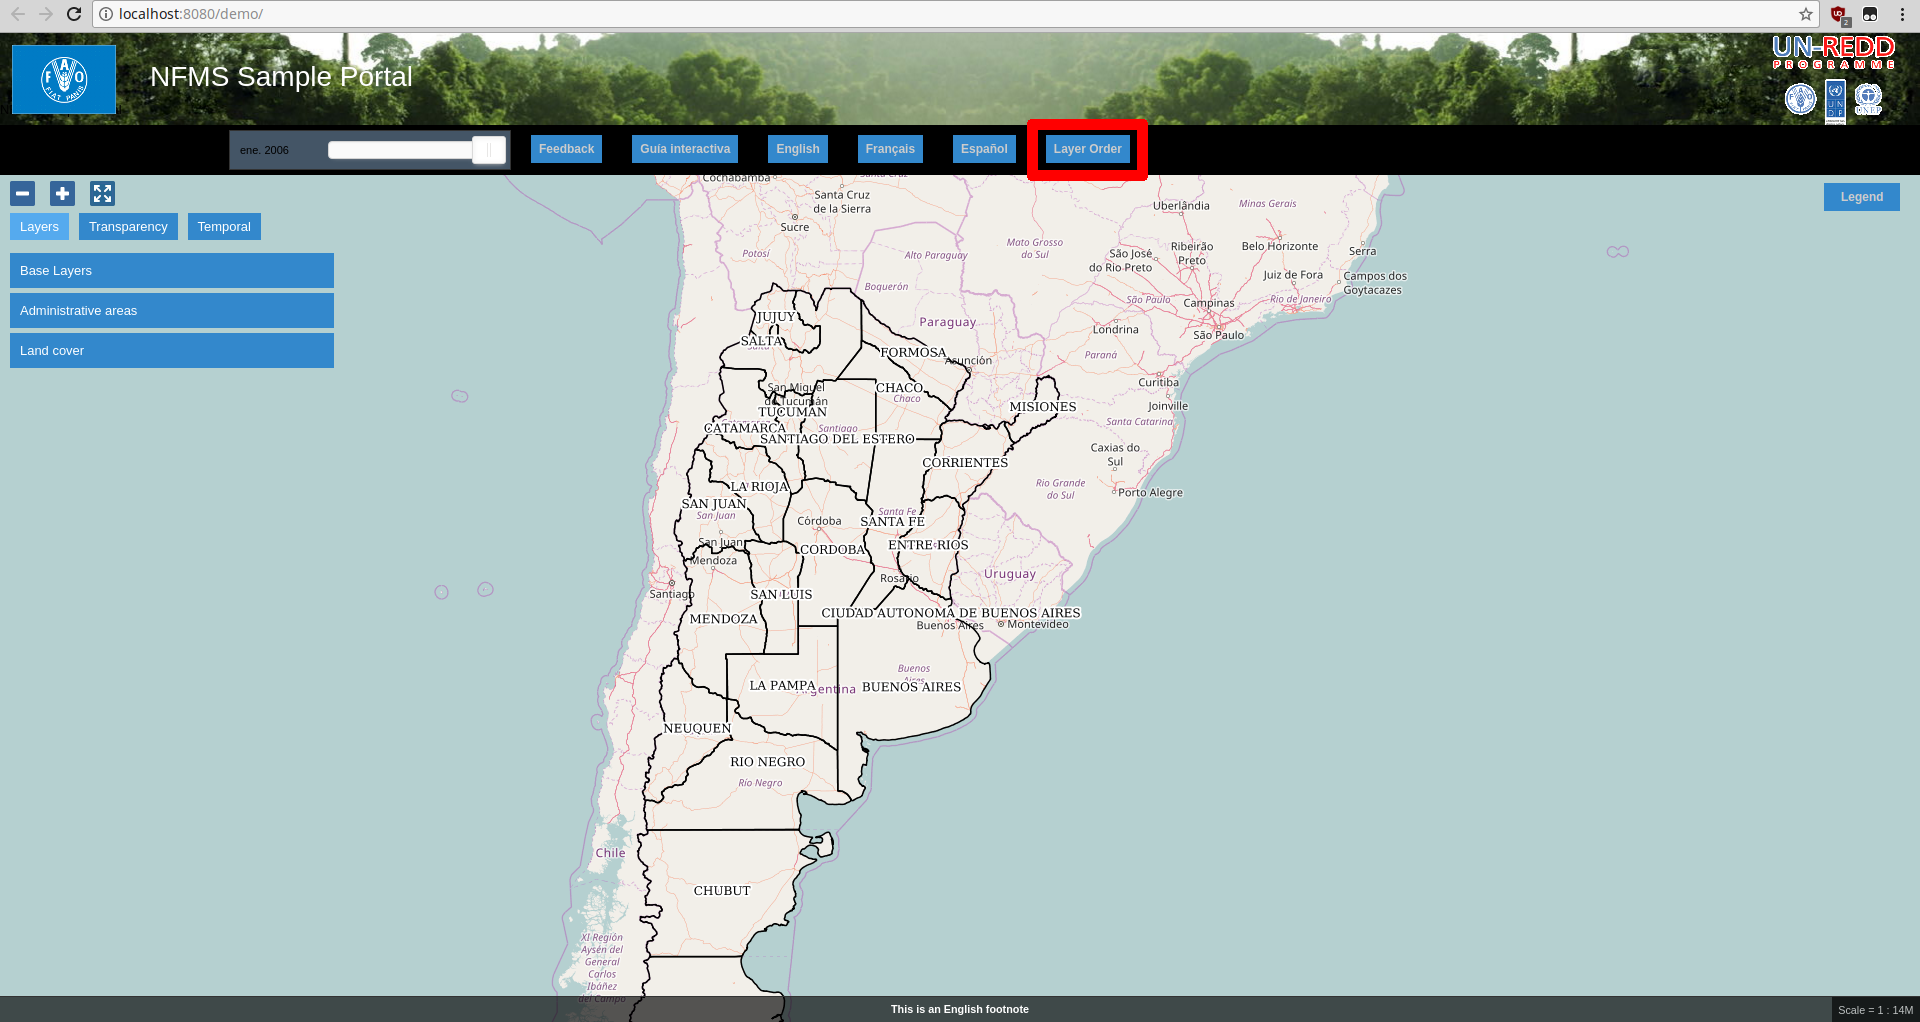 localhost:8080/demo/
2
FAO
FIAT PANIS
NFMS Sample Portal
UN-REDD
PROGRAMME
UNDP
UNEP
ene. 2006
Feedback
Guía interactiva
English
Français
Español
Layer Order
Legend
Layers
Transparency
Temporal
Base Layers
Administrative areas
Land cover
Cochabamba
Santa Cruz
Santa Cruz
de la Sierra
Sucre
Potosí
Alto Paraguay
Boquerón
Mato Grosso
do Sul
Uberlândia
Minas Gerais
São José
do Rio Preto
Ribeirão
Preto
Belo Horizonte
Serra
Juiz de Fora
Campos dos
Goytacazes
São Paulo
Campinas
Rio de Janeiro
São Paulo
Londrina
Paraguay
Paraná
Asunción
Curitiba
Joinville
Santa Catarina
Caxias do
Sul
Rio Grande
do Sul
Porto Alegre
JUJUY
SALTA
Salta
FORMOSA
CHACO
Chaco
San Miguel
de Tucumán
TUCUMAN
MISIONES
CATAMARCA
Santiago
SANTIAGO DEL ESTERO
CORRIENTES
LA RIOJA
SAN JUAN
San Juan
Córdoba
Santa Fe
SANTA FE
San Juan
CORDOBA
ENTRE RIOS
Mendoza
Rosario
Uruguay
Santiago
SAN LUIS
MENDOZA
CIUDAD AUTONOMA DE BUENOS AIRES
Buenos Aires
Montevideo
Buenos
Aires
LA PAMPA
Argentina
BUENOS AIRES
NEUQUEN
RIO NEGRO
Río Negro
Chile
CHUBUT
XI Región
Aysén del
General
Carlos
Ibáñez
del Campo
This is an English footnote
Scale = 1 : 14M